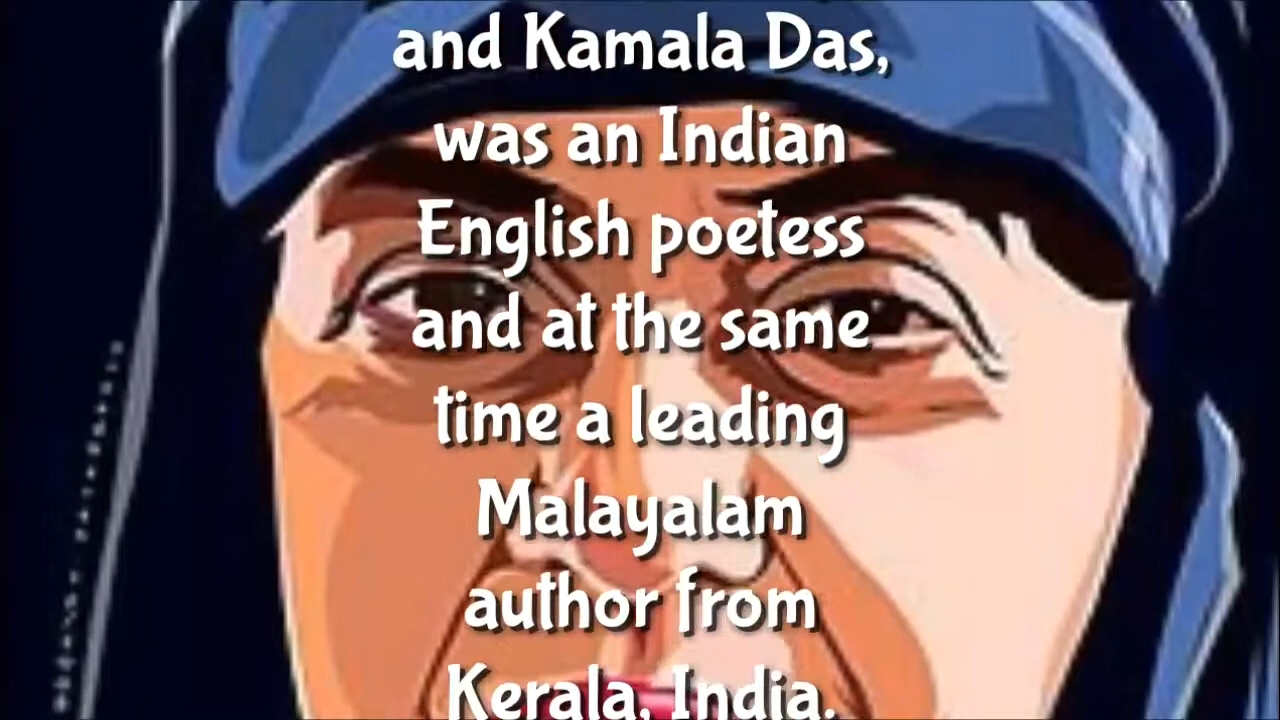 and Kamala Das,
was an Indian
English poetess
and at the same
time a leading
Malayalam
author from
Kerala, India.